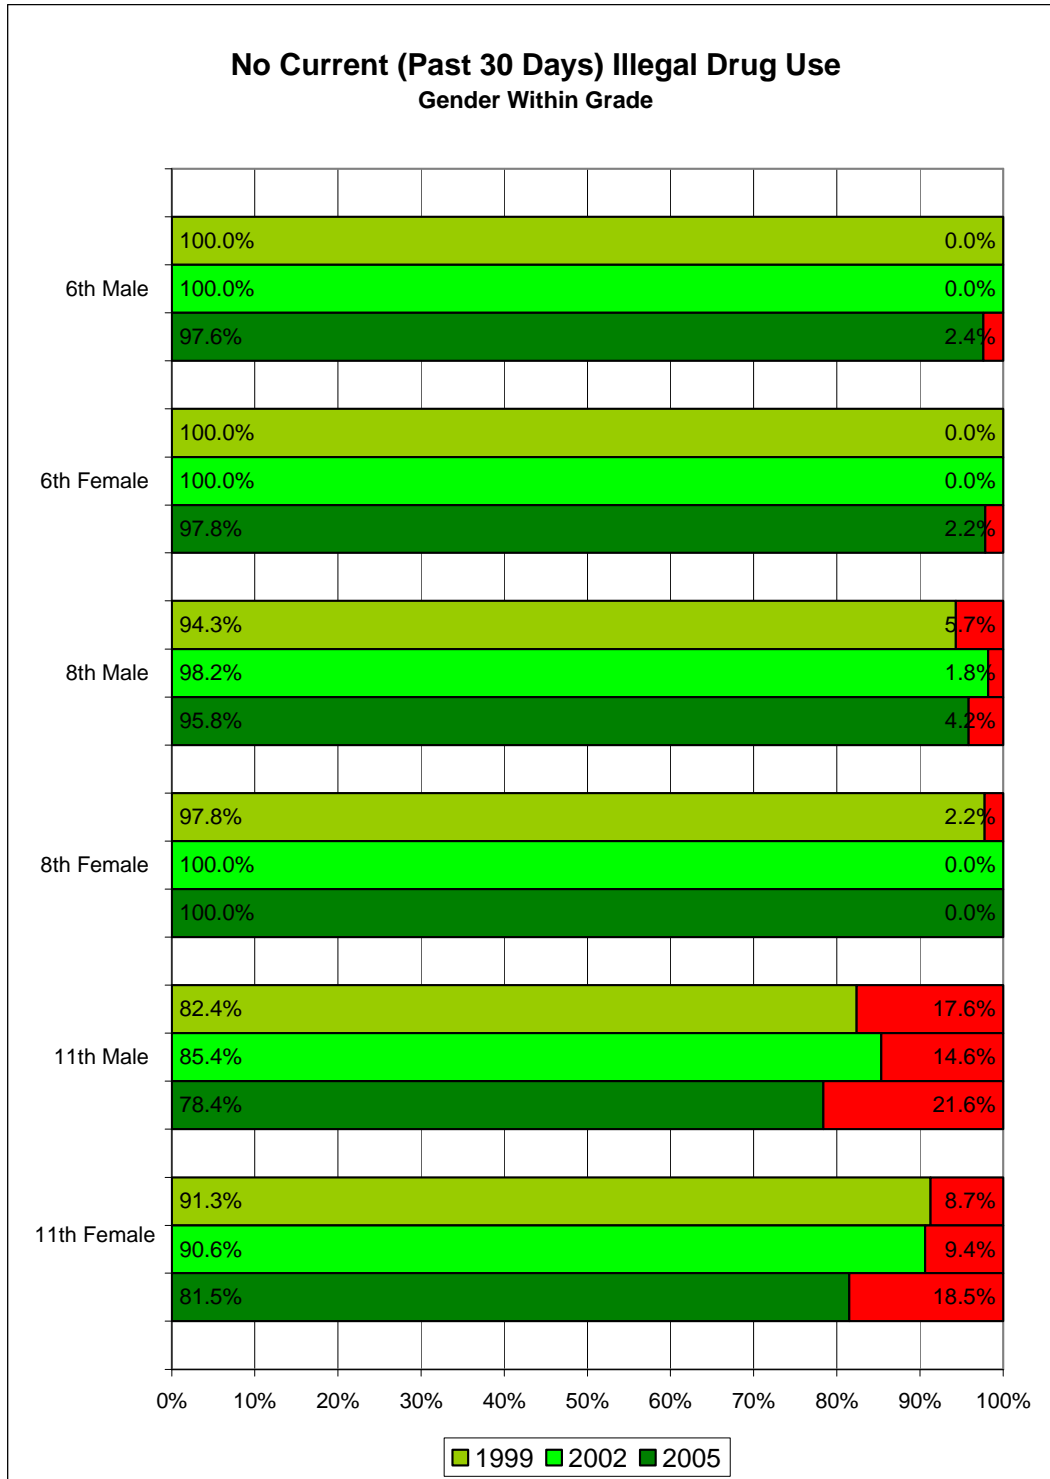 No Current (Past 30 Days) Illegal Drug Use
Gender Within Grade
100.0% 0.0%
6th Male 100.0% 0.0%
97.6% 2.4%
100.0% 0.0%
6th Female 100.0% 0.0%
97.8% 2.2%
94.3% 5.7%
8th Male 98.2% 1.8%
95.8% 4.2%
97.8% 2.2%
8th Female 100.0% 0.0%
100.0% 0.0%
82.4% 17.6%
11th Male 85.4% 14.6%
78.4% 21.6%
91.3% 8.7%
11th Female 90.6% 9.4%
81.5% 18.5%
0% 10% 20% 30% 40% 50% 60% 70% 80% 90% 100%
1999 2002 2005